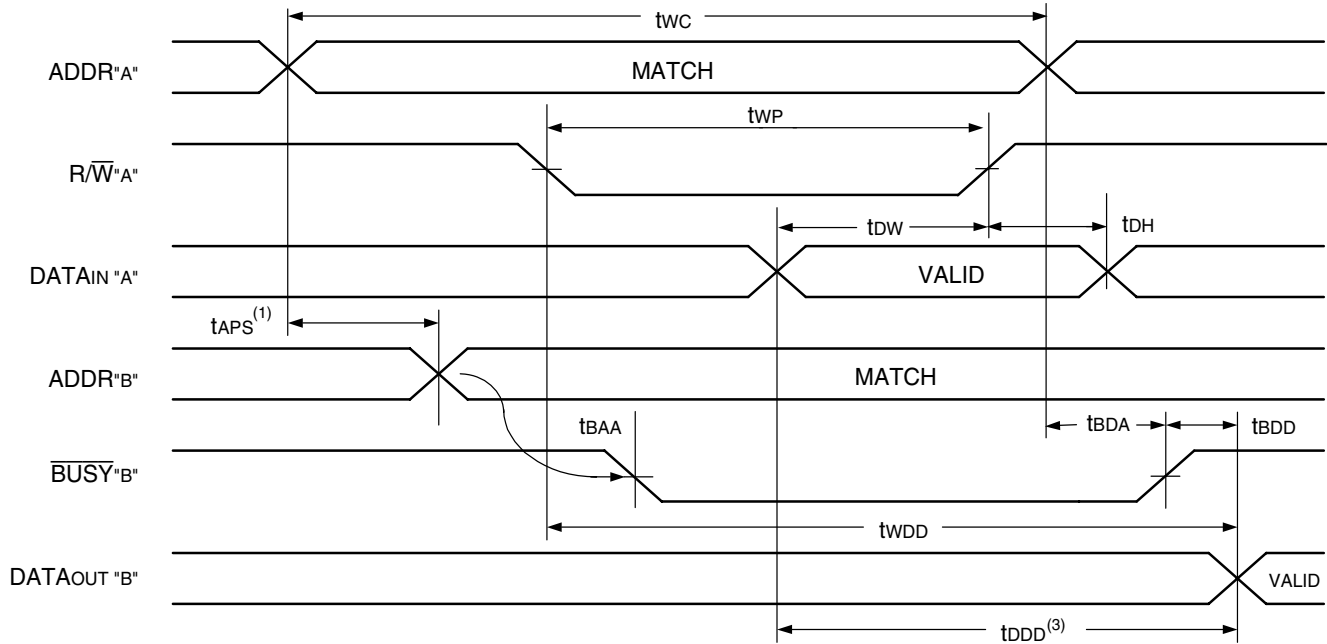 tWC
ADDR"A"
MATCH
tWP
R/W̅"A"
tDW
tDH
DATAIN "A"
VALID
tAPS(1)
ADDR"B"
MATCH
tBAA
tBDA
tBDD
B̅U̅S̅Y̅"B"
tWDD
DATAOUT "B"
VALID
tDDD(3)